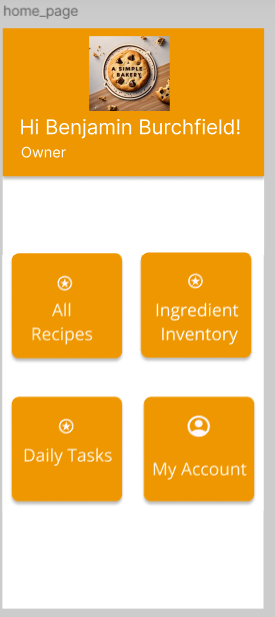 home_page
A SIMPLE
BAKERY
Hi Benjamin Burchfield!
Owner
All
Recipes
Ingredient
Inventory
Daily Tasks
My Account